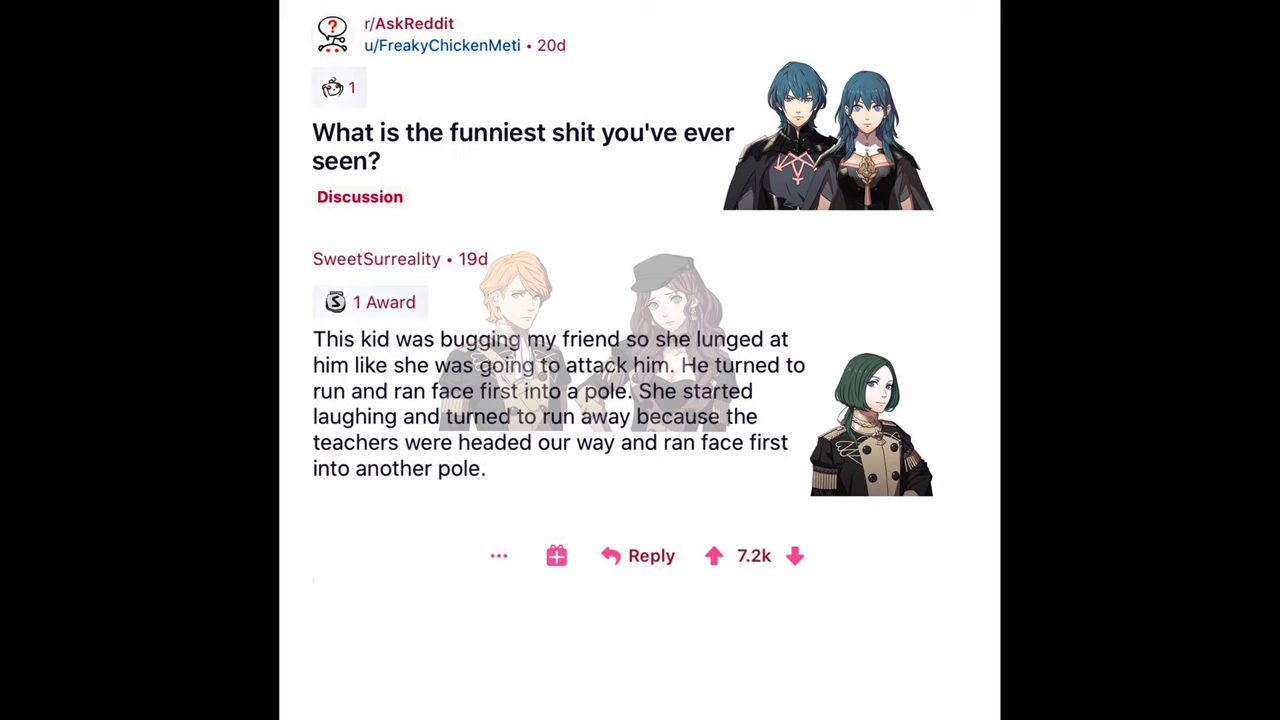 r/AskReddit
u/FreakyChickenMeti • 20d
1
What is the funniest shit you've ever
seen?
Discussion
SweetSurreality • 19d
S 1 Award
This kid was bugging my friend so she lunged at
him like she was going to attack him. He turned to
run and ran face first into a pole. She started
laughing and turned to run away because the
teachers were headed our way and ran face first
into another pole.
... Reply 7.2k